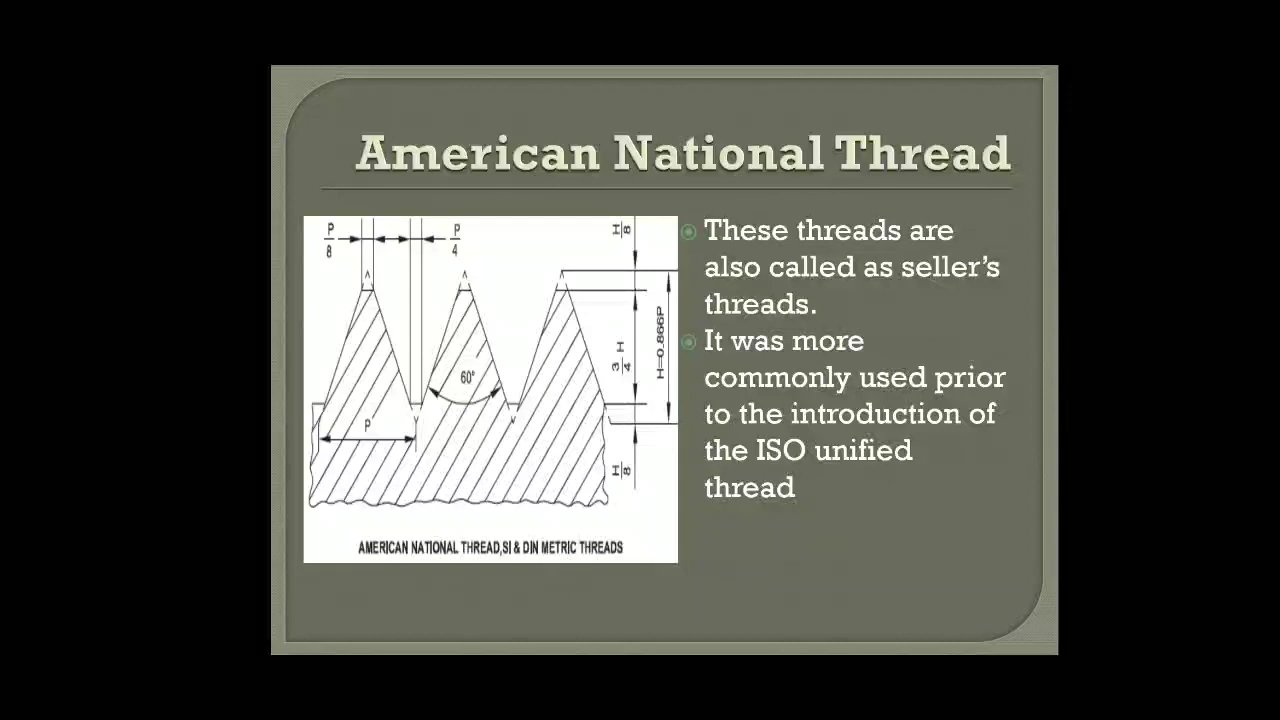 American National Thread
P/8
P/4
H/8
60°
3/4 H
H=0.866P
P
H/8
AMERICAN NATIONAL THREAD,SI & DIN METRIC THREADS
These threads are
also called as seller’s
threads.
It was more
commonly used prior
to the introduction of
the ISO unified
thread